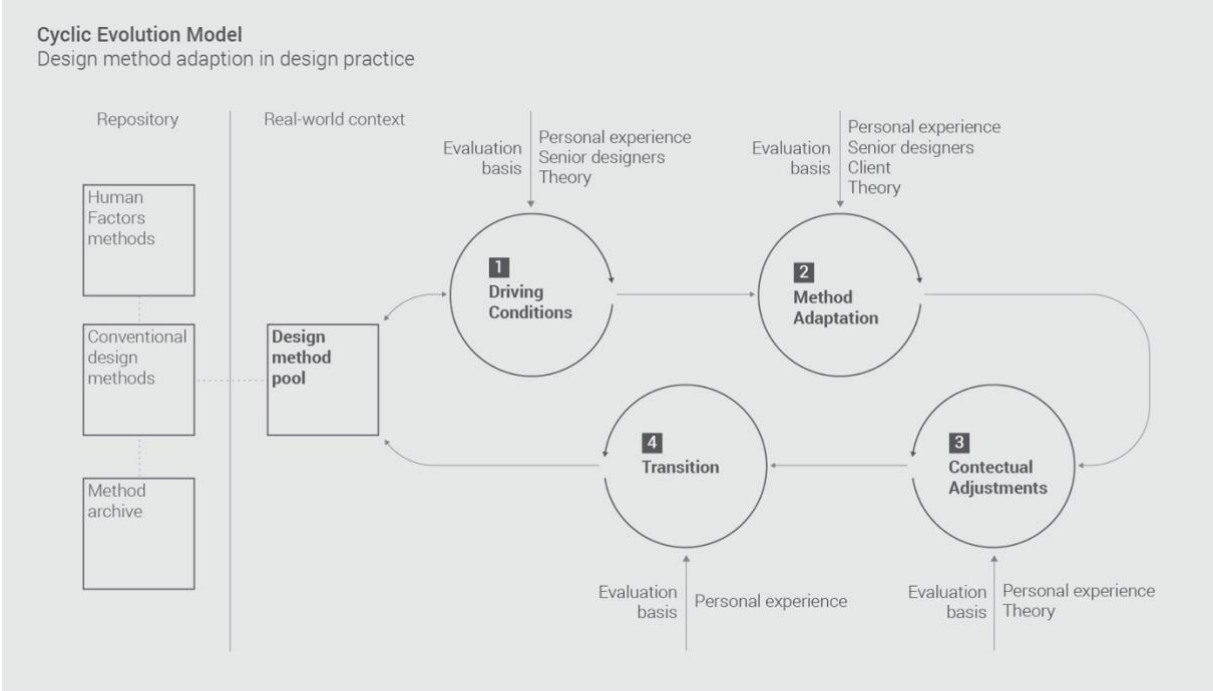 Cyclic Evolution Model
Design method adaption in design practice
Repository
Real-world context
Human
Factors
methods
Conventional
design
methods
Method
archive
Design
method
pool
Evaluation
basis
Personal experience
Senior designers
Theory
1
Driving
Conditions
Evaluation
basis
Personal experience
Senior designers
Client
Theory
2
Method
Adaptation
3
Contectual
Adjustments
Evaluation
basis
Personal experience
Theory
4
Transition
Evaluation
basis
Personal experience